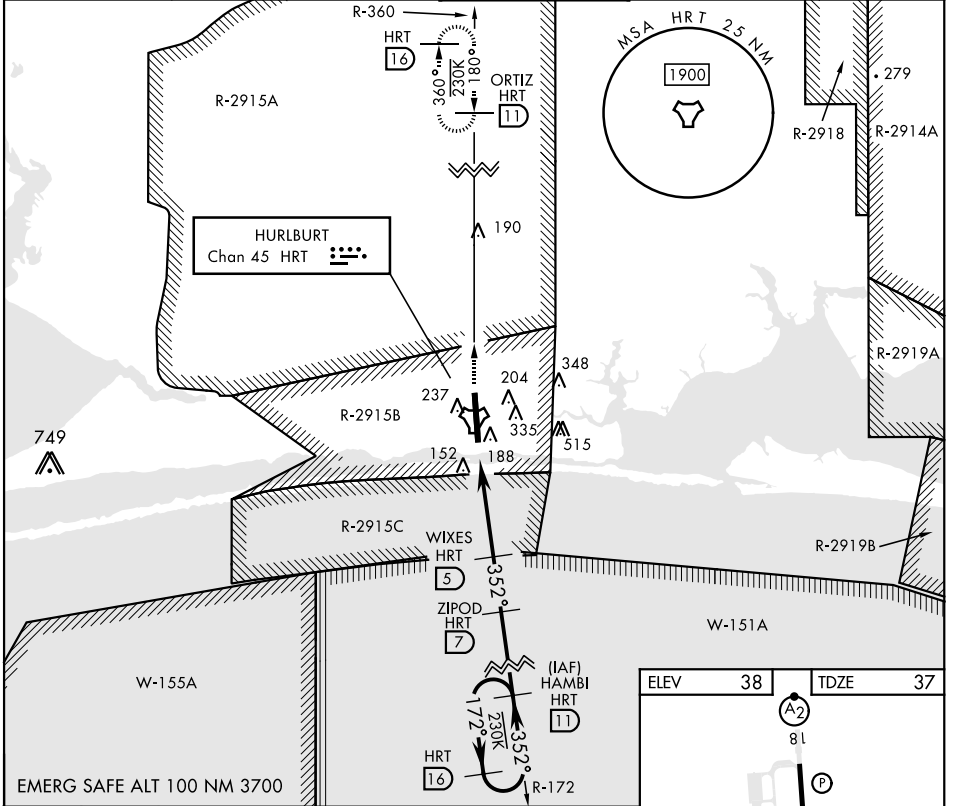 R-360
HRT
16
360°
230K
180°
ORTIZ
HRT
11
MSA HRT 25 NM
1900
279
R-2918
R-2914A
R-2915A
HURLBURT
Chan 45 HRT
190
R-2919A
348
204
237
R-2915B
335
515
749
152
188
R-2915C
WIXES
HRT
5
R-2919B
352°
ZIPOD
HRT
7
W-151A
W-155A
(IAF)
HAMBI
HRT
11
172°
230K
352°
HRT
16
R-172
EMERG SAFE ALT 100 NM 3700
ELEV 38
TDZE 37
A2
18
P